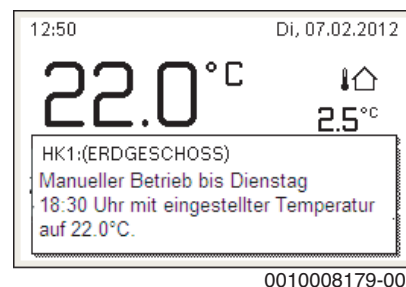 12:50 Di, 07.02.2012
22.0°C
2.5°C
HK1:(ERDGESCHOSS)
Manueller Betrieb bis Dienstag
18:30 Uhr mit eingestellter Temperatur
auf 22.0°C.
0010008179-00